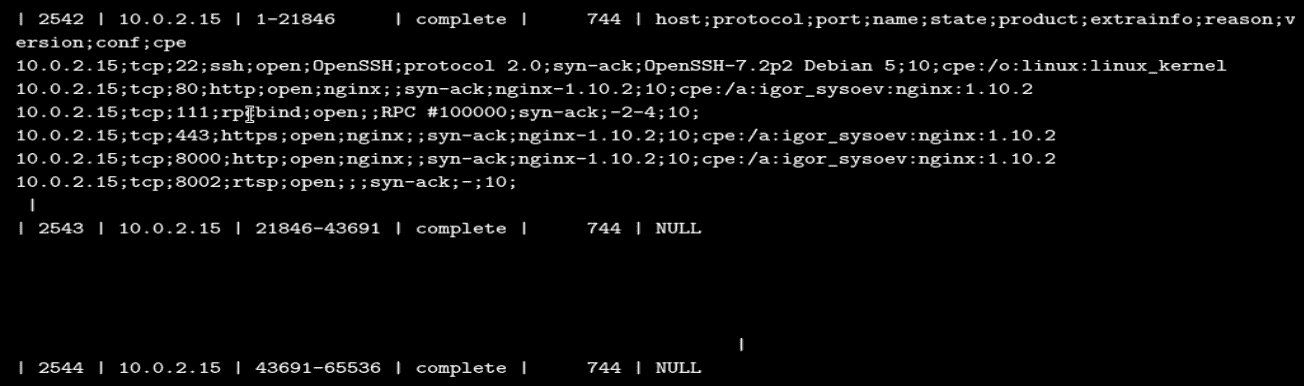 | 2542 | 10.0.2.15 | 1-21846     | complete |     744 | host;protocol;port;name;state;product;extrainfo;reason;v
ersion;conf;cpe
10.0.2.15;tcp;22;ssh;open;OpenSSH;protocol 2.0;syn-ack;OpenSSH-7.2p2 Debian 5;10;cpe:/o:linux:linux_kernel
10.0.2.15;tcp;80;http;open;nginx;;syn-ack;nginx-1.10.2;10;cpe:/a:igor_sysoev:nginx:1.10.2
10.0.2.15;tcp;111;rpcbind;open;;RPC #100000;syn-ack;-2-4;10;
10.0.2.15;tcp;443;https;open;nginx;;syn-ack;nginx-1.10.2;10;cpe:/a:igor_sysoev:nginx:1.10.2
10.0.2.15;tcp;8000;http;open;nginx;;syn-ack;nginx-1.10.2;10;cpe:/a:igor_sysoev:nginx:1.10.2
10.0.2.15;tcp;8002;rtsp;open;;;syn-ack;-;10;
 |
| 2543 | 10.0.2.15 | 21846-43691 | complete |     744 | NULL
|
| 2544 | 10.0.2.15 | 43691-65536 | complete |     744 | NULL